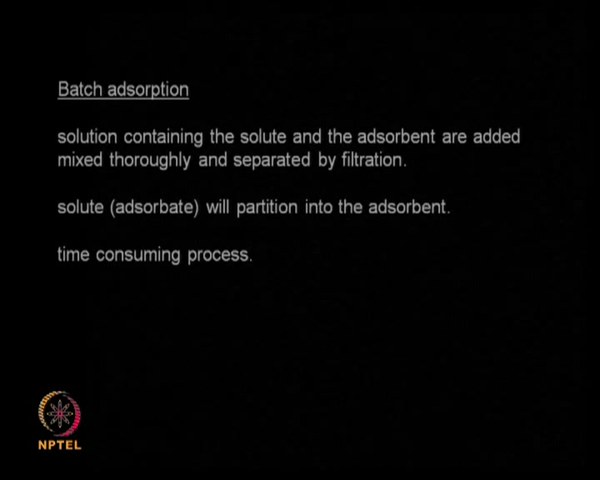 Batch adsorption
solution containing the solute and the adsorbent are added
mixed thoroughly and separated by filtration.
solute (adsorbate) will partition into the adsorbent.
time consuming process.
NPTEL